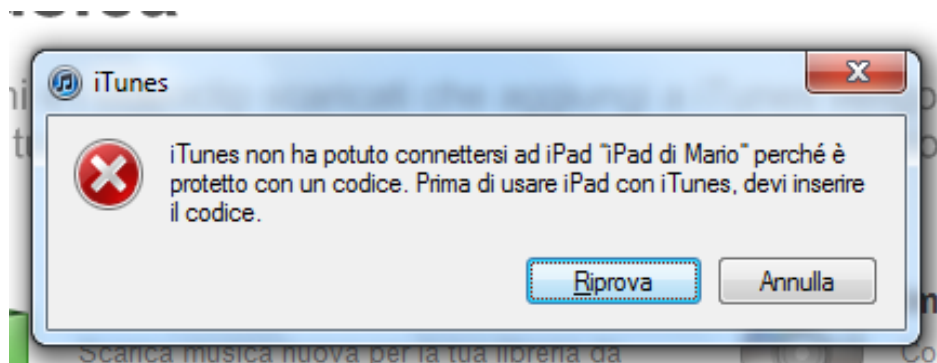 iTunes
iTunes non ha potuto connettersi ad iPad "iPad di Mario" perché è
protetto con un codice. Prima di usare iPad con iTunes, devi inserire
il codice.
Riprova
Annulla
Scarica musica nuova per la tua libreria da